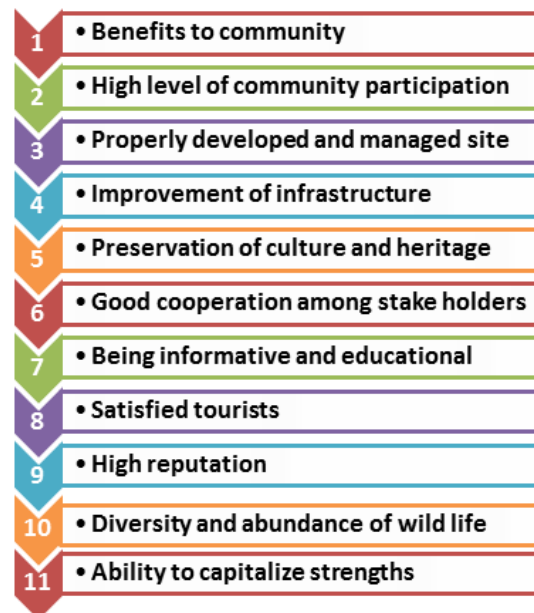 1 • Benefits to community
2 • High level of community participation
3 • Properly developed and managed site
4 • Improvement of infrastructure
5 • Preservation of culture and heritage
6 • Good cooperation among stake holders
7 • Being informative and educational
8 • Satisfied tourists
9 • High reputation
10 • Diversity and abundance of wild life
11 • Ability to capitalize strengths